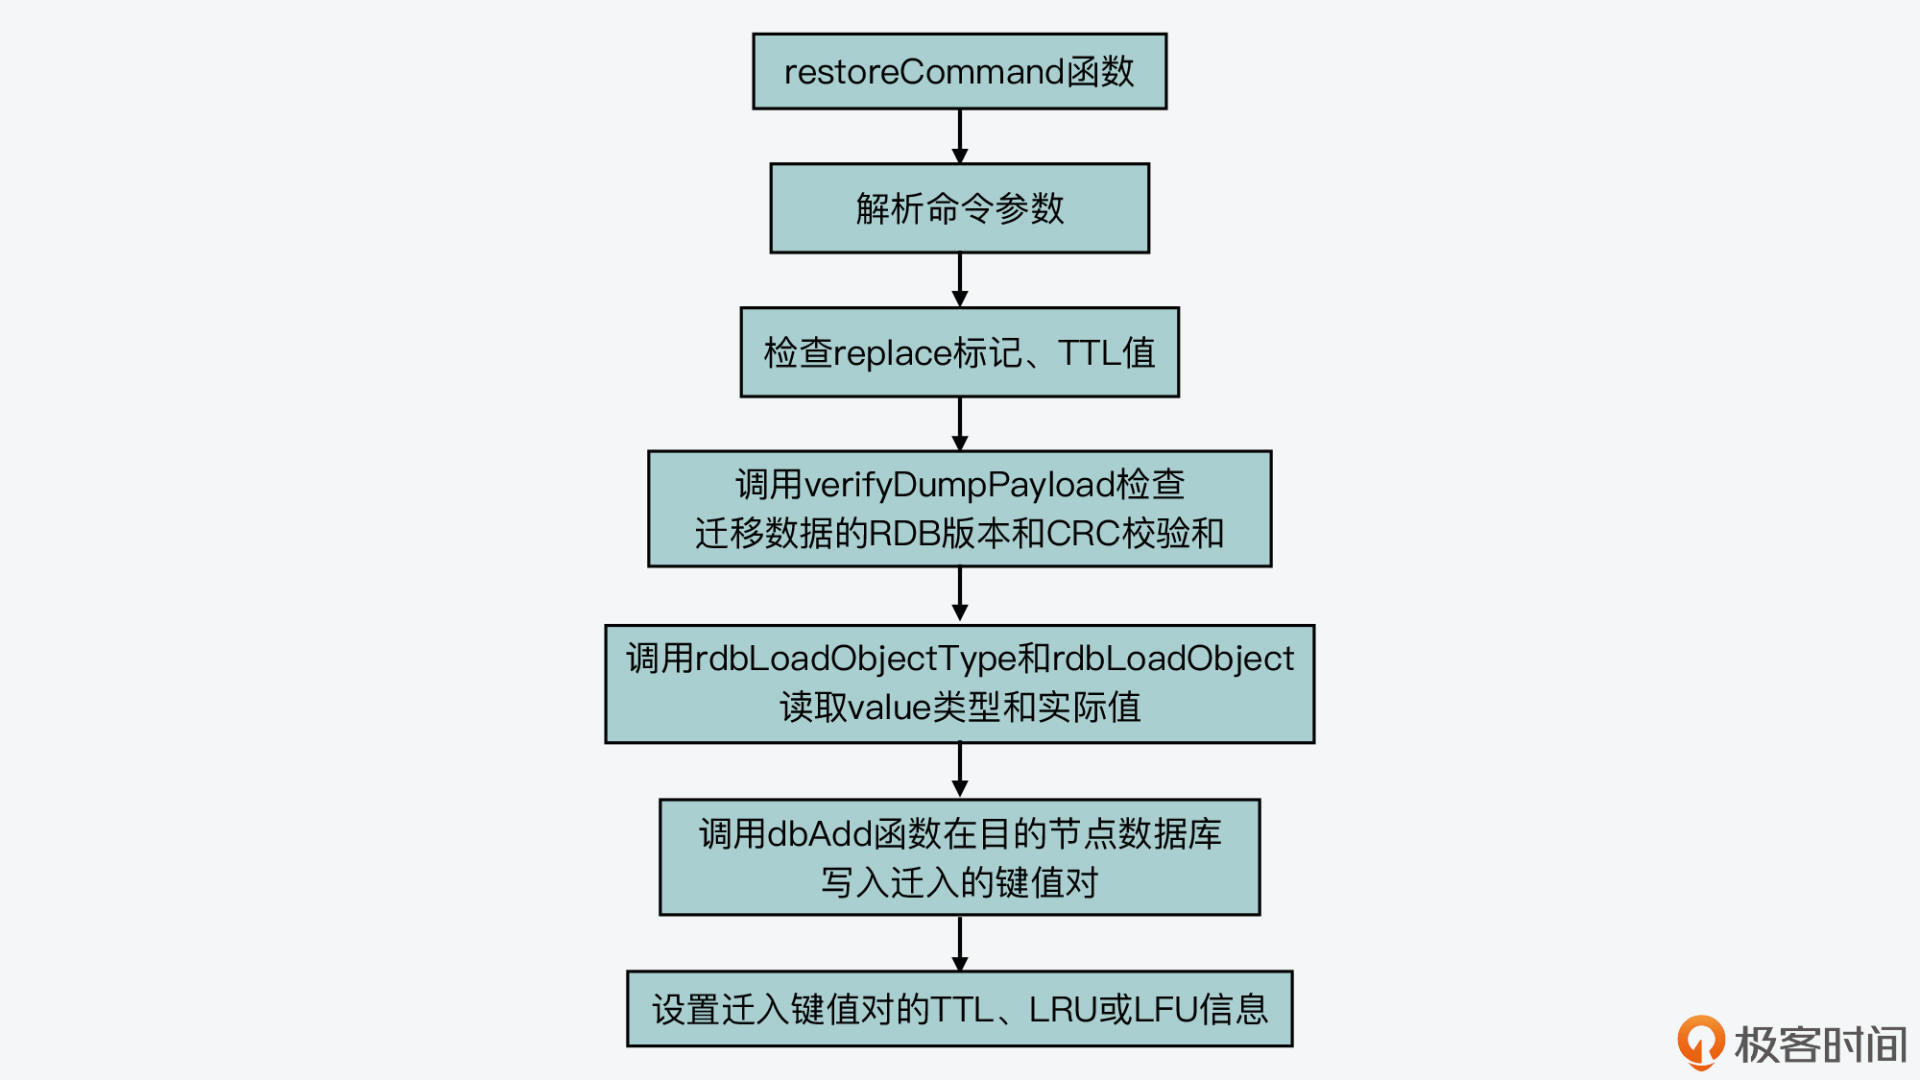 restoreCommand函数
解析命令参数
检查replace标记、TTL值
调用verifyDumpPayload检查
迁移数据的RDB版本和CRC校验和
调用rdbLoadObjectType和rdbLoadObject
读取value类型和实际值
调用dbAdd函数在目的节点数据库
写入迁入的键值对
设置迁入键值对的TTL、LRU或LFU信息
极客时间